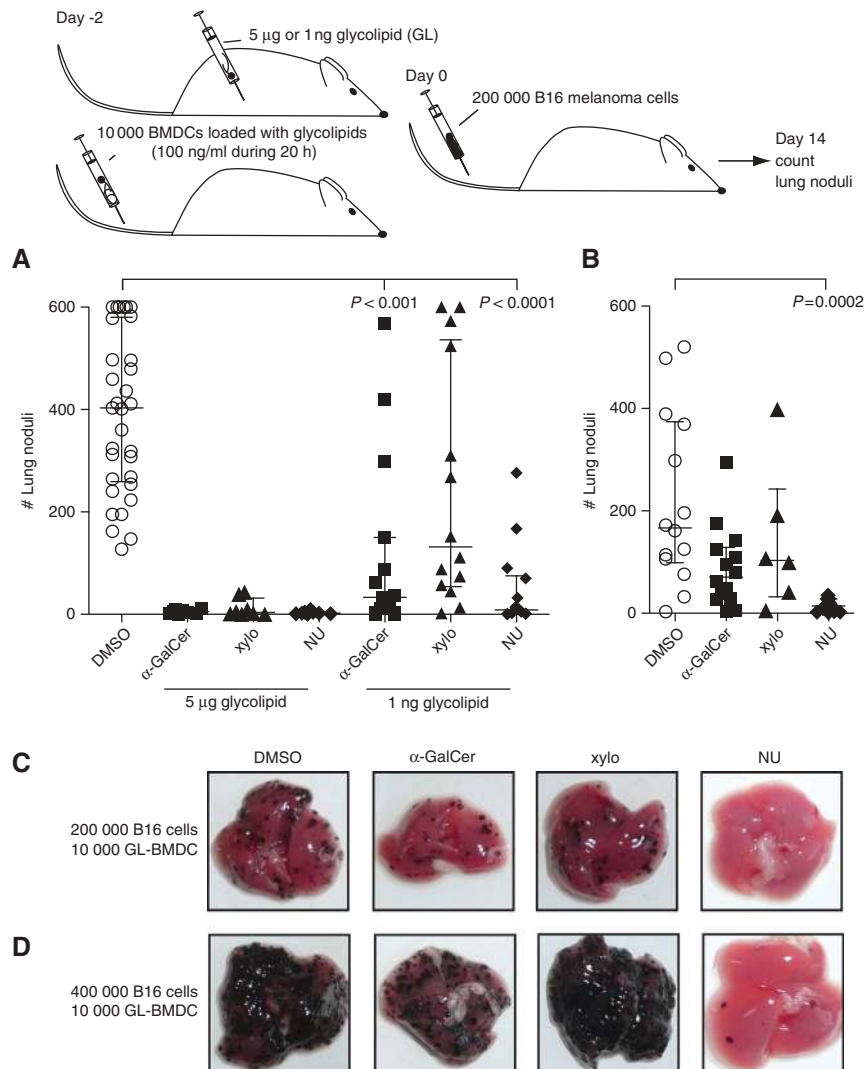 Day -2
5 μg or 1 ng glycolipid (GL)
10 000 BMDCs loaded with glycolipids
(100 ng/ml during 20 h)
Day 0
200 000 B16 melanoma cells
Day 14
count
lung noduli
A
P < 0.001
P < 0.0001
600
400
200
0
# Lung noduli
DMSO
α-GalCer
xylo
NU
α-GalCer
xylo
NU
5 μg glycolipid
1 ng glycolipid
B
P=0.0002
600
400
200
0
# Lung noduli
DMSO
α-GalCer
xylo
NU
C
DMSO
α-GalCer
xylo
NU
200 000 B16 cells
10 000 GL-BMDC
D
400 000 B16 cells
10 000 GL-BMDC